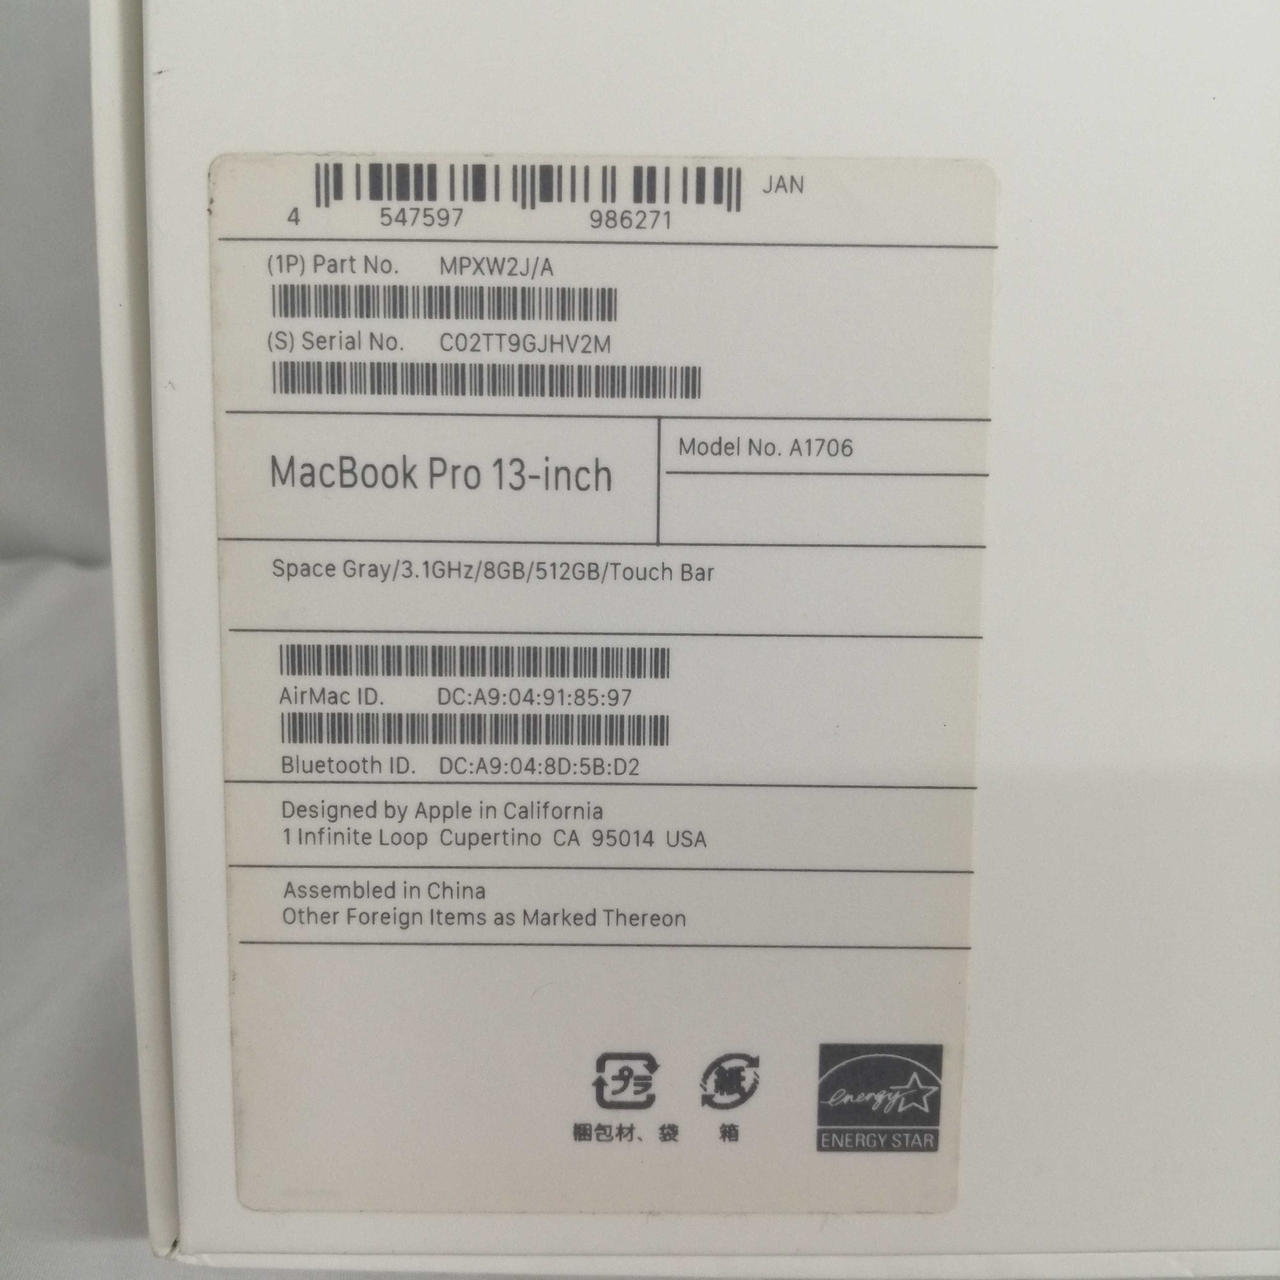 JAN
4 547597 986271
(1P) Part No. MPXW2J/A
(S) Serial No. C02TT9GJHV2M
MacBook Pro 13-inch
Model No. A1706
Space Gray/3.1GHz/8GB/512GB/Touch Bar
AirMac ID. DC:A9:04:91:85:97
Bluetooth ID. DC:A9:04:8D:5B:D2
Designed by Apple in California
1 Infinite Loop Cupertino CA 95014 USA
Assembled in China
Other Foreign Items as Marked Thereon
プラ 紙
梱包材、袋 箱
energy
ENERGY STAR